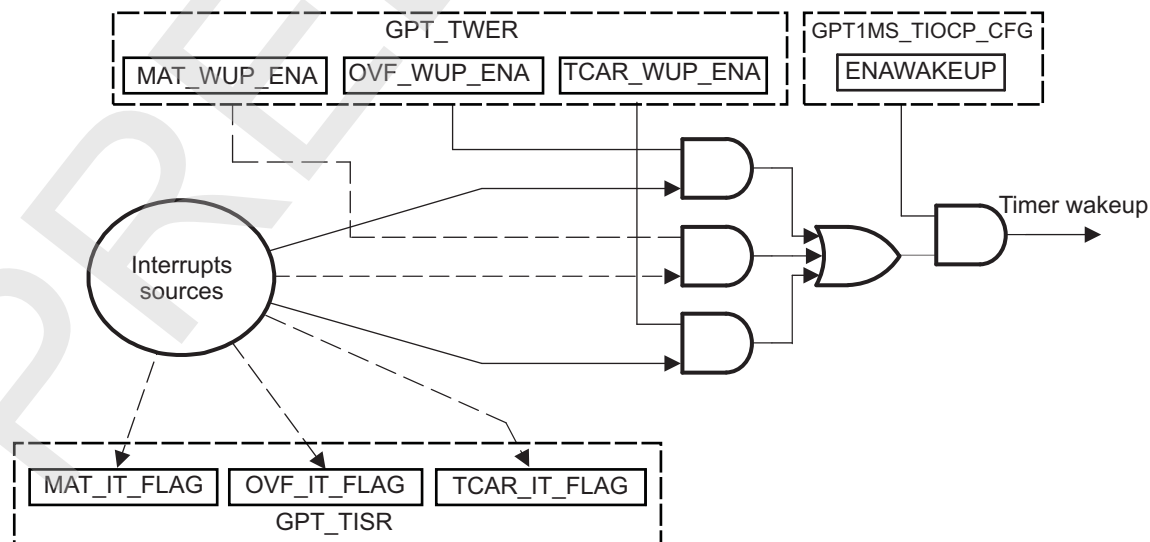 GPT_TWER
MAT_WUP_ENA
OVF_WUP_ENA
TCAR_WUP_ENA
GPT1MS_TIOCP_CFG
ENAWAKEUP
Timer wakeup
Interrupts
sources
MAT_IT_FLAG
OVF_IT_FLAG
TCAR_IT_FLAG
GPT_TISR